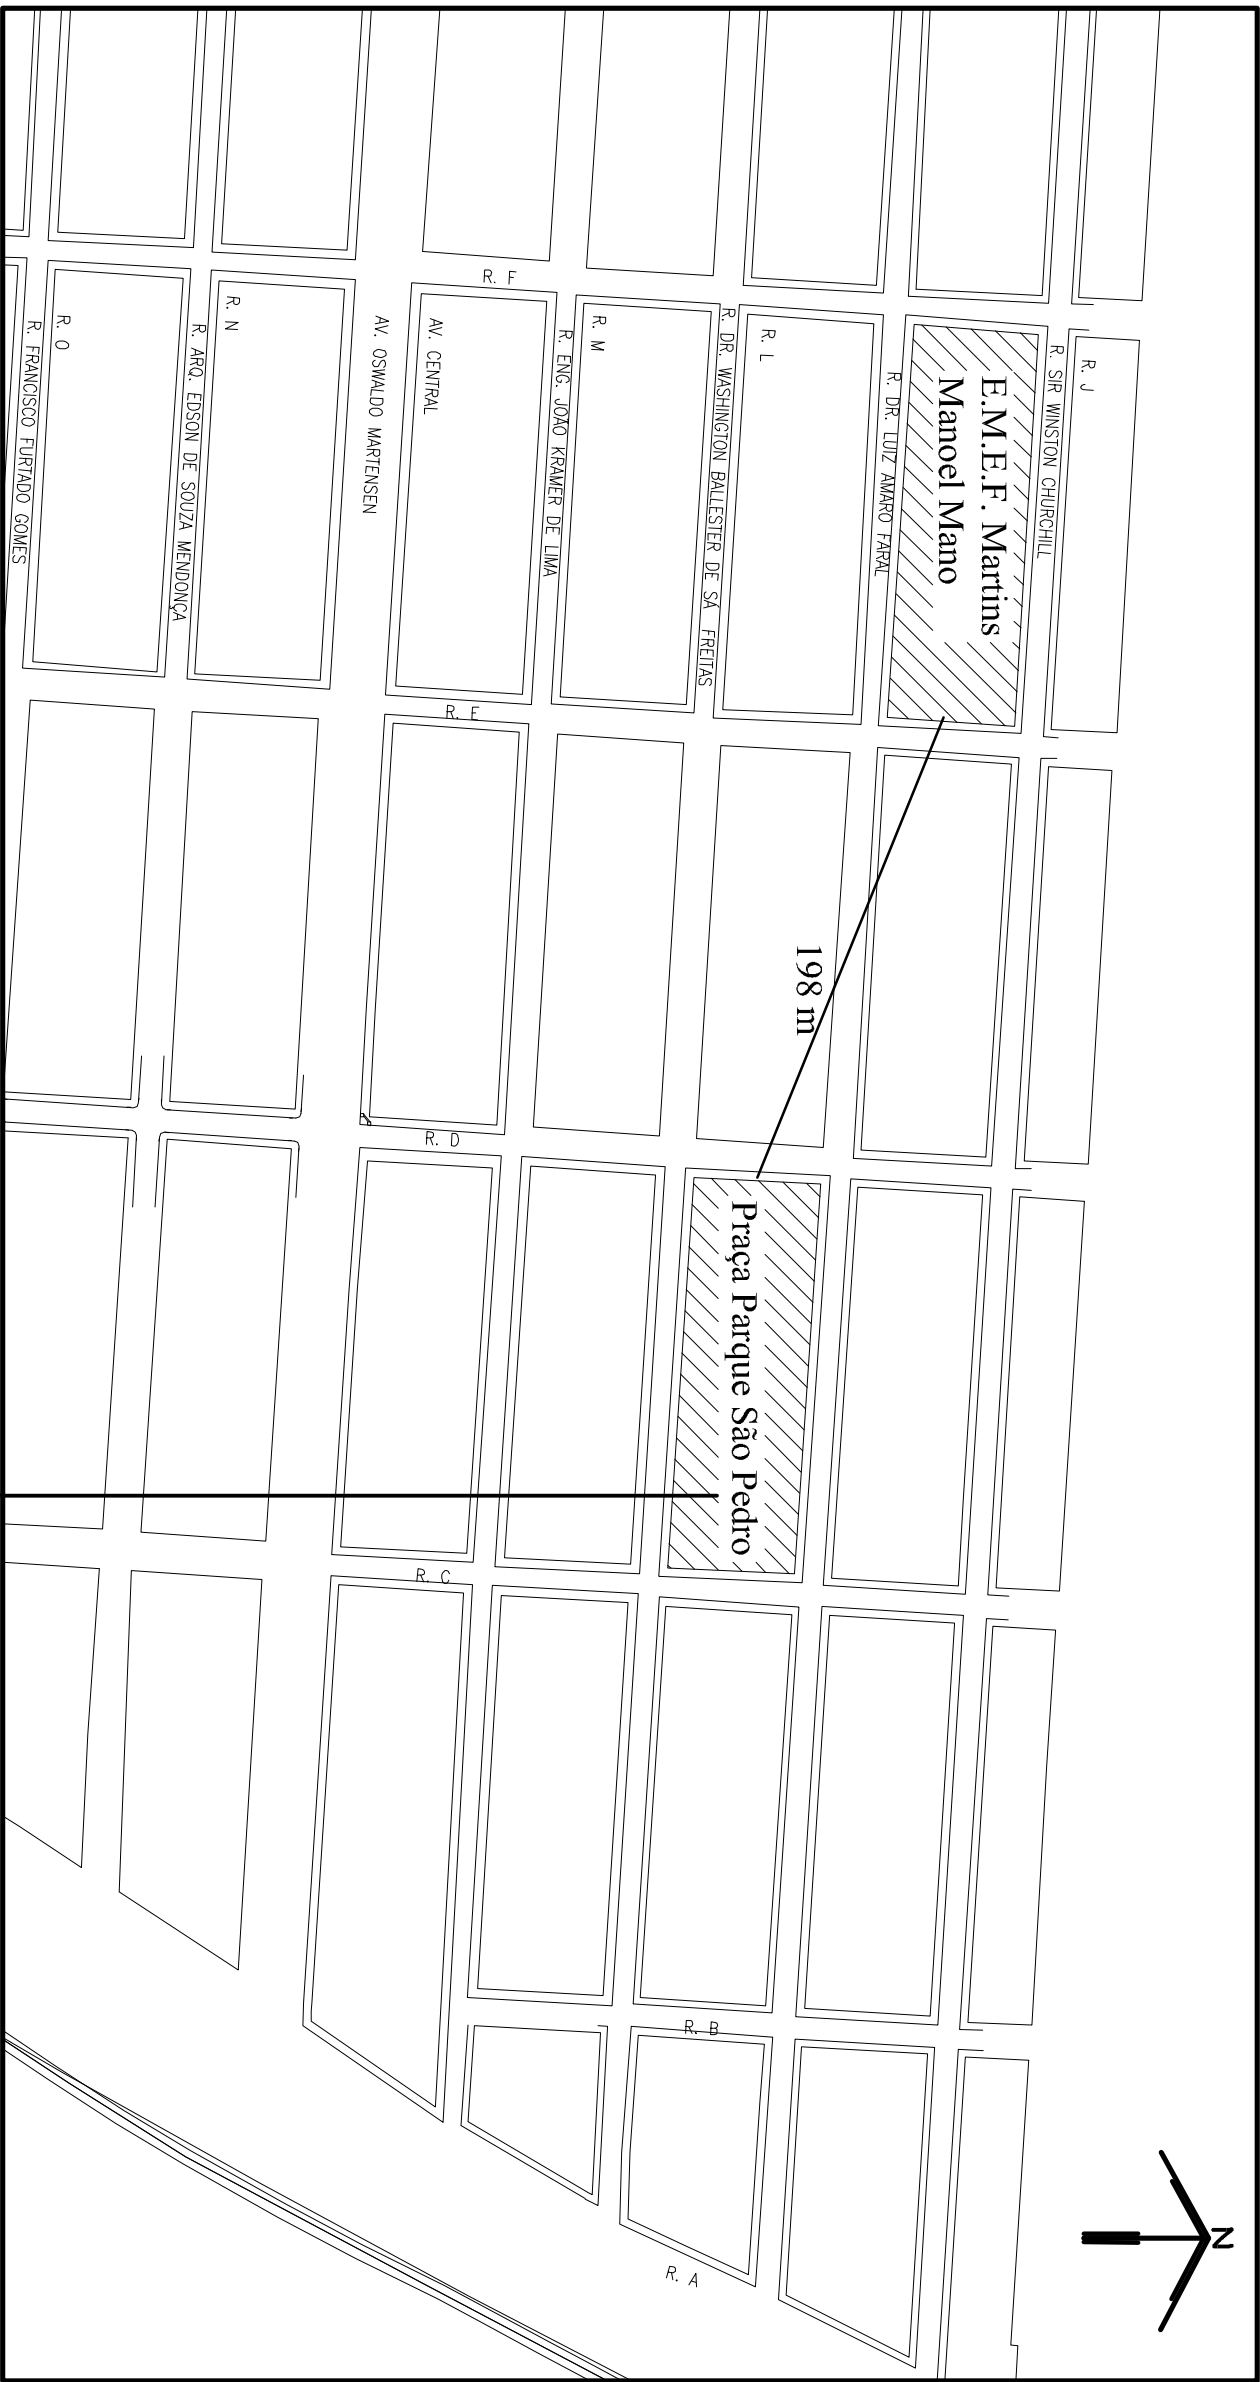 R. J
R. SIR WINSTON CHURCHILL
E.M.E.F. Martins
Manoel Mano
R. DR. LUIZ AMARO FARAL
R. L
R. DR. WASHINGTON BALLESTER DE SÁ FREITAS
R. M
R. ENG. JOÃO KRAMER DE LIMA
AV. CENTRAL
AV. OSWALDO MARTENSEN
R. N
R. ARQ. EDSON DE SOUZA MENDONÇA
R. O
R. FRANCISCO FURTADO GOMES
R. F
R. E
198 m
R. D
Praça Parque São Pedro
R. C
R. B
R. A
N